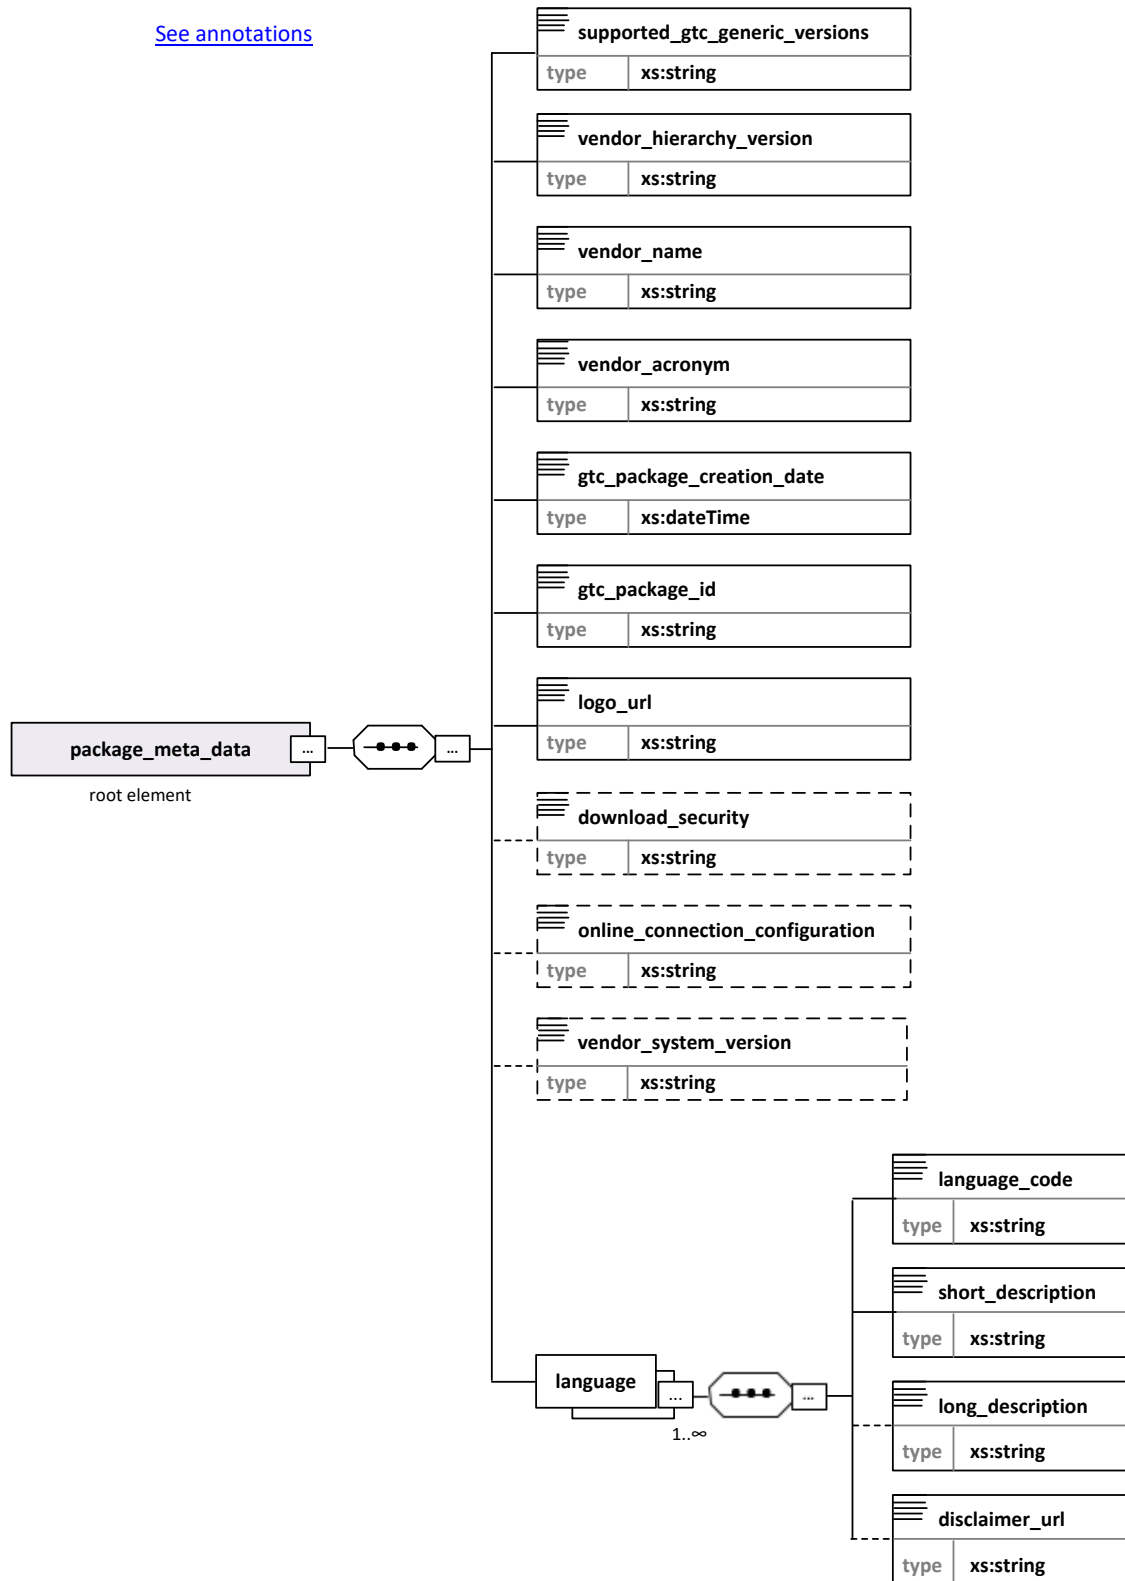 See annotations
supported_gtc_generic_versions
type xs:string
vendor_hierarchy_version
type xs:string
vendor_name
type xs:string
vendor_acronym
type xs:string
gtc_package_creation_date
type xs:dateTime
gtc_package_id
type xs:string
logo_url
type xs:string
package_meta_data ... ...
root element
download_security
type xs:string
online_connection_configuration
type xs:string
vendor_system_version
type xs:string
language_code
type xs:string
short_description
type xs:string
language ... ...
1..∞
long_description
type xs:string
disclaimer_url
type xs:string